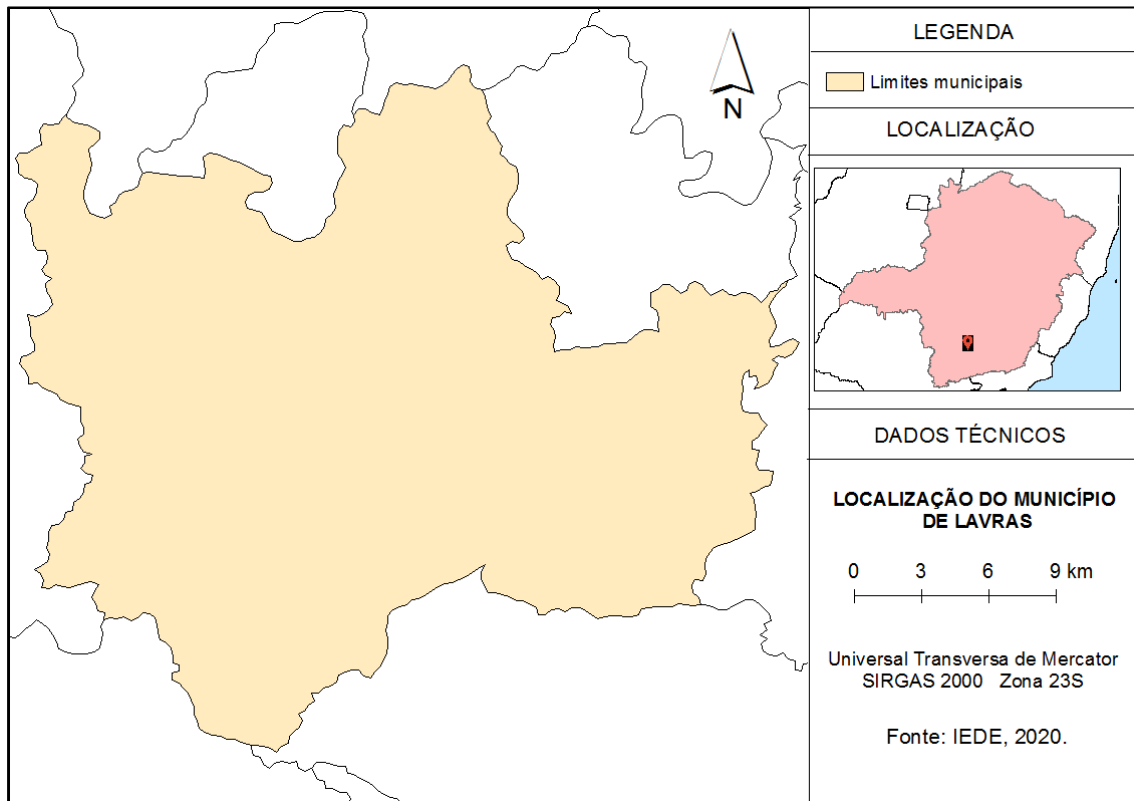 N
LEGENDA
Limites municipais
LOCALIZAÇÃO
DADOS TÉCNICOS
LOCALIZAÇÃO DO MUNICÍPIO
DE LAVRAS
0 3 6 9 km
Universal Transversa de Mercator
SIRGAS 2000 Zona 23S
Fonte: IEDE, 2020.